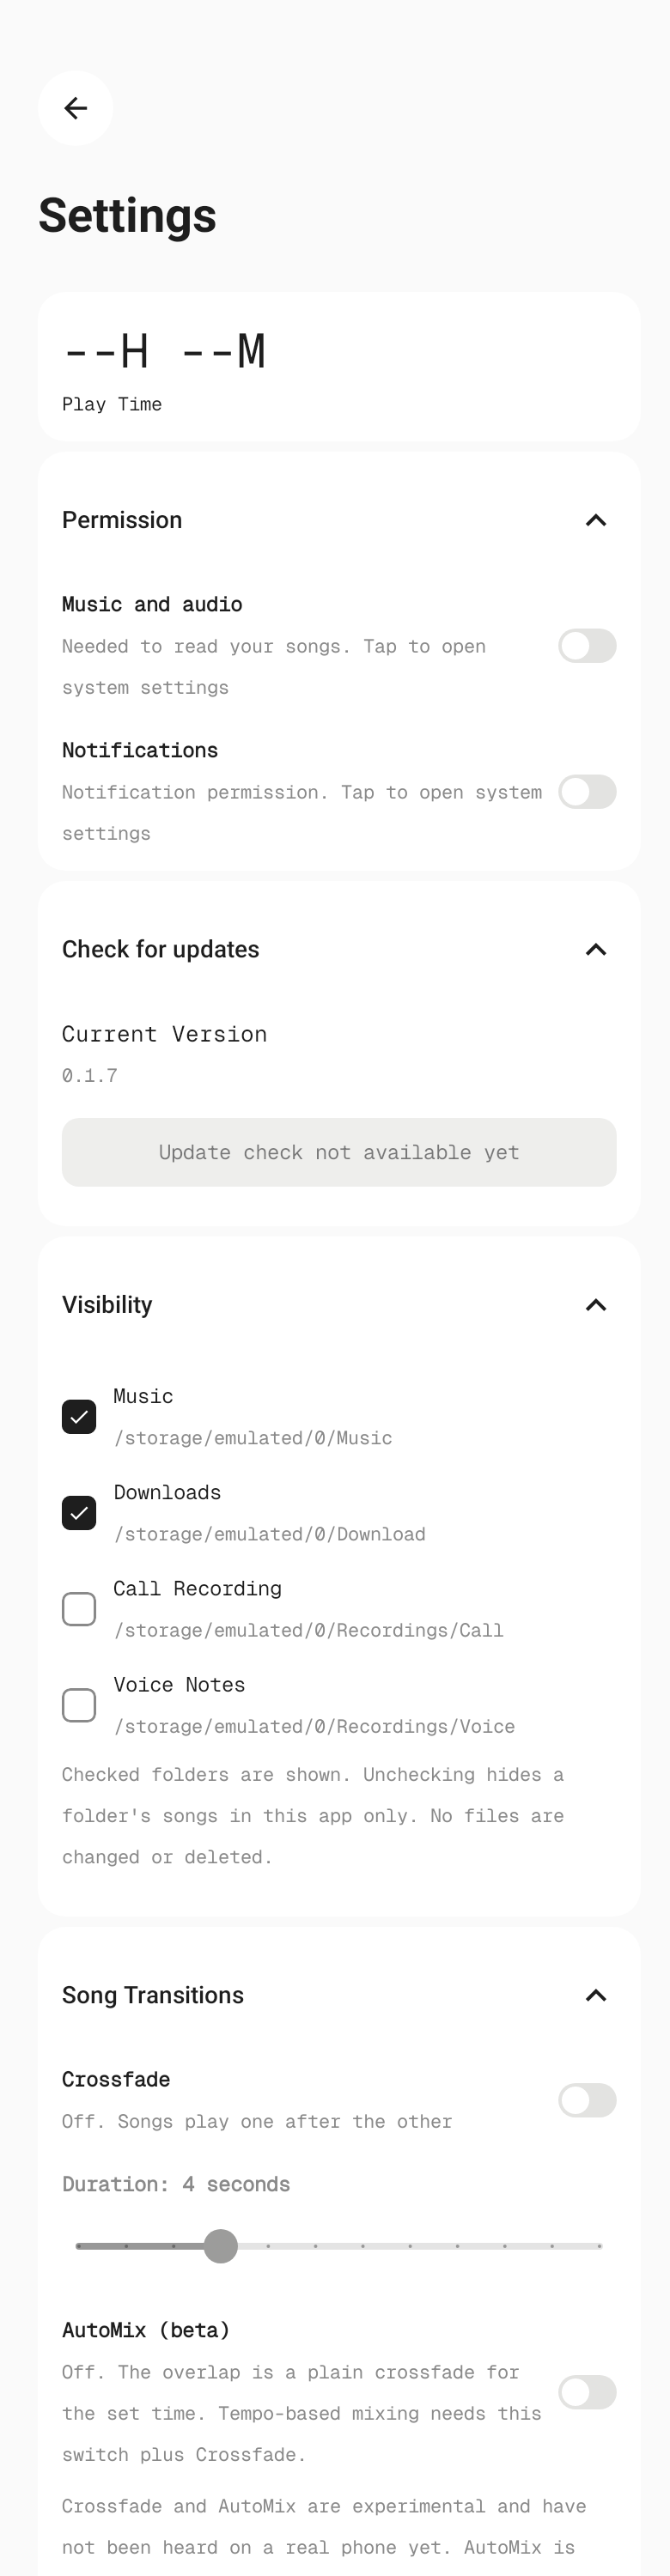 Settings
--H --M
Play Time
Permission
Music and audio
Needed to read your songs. Tap to open
system settings
Notifications
Notification permission. Tap to open system
settings
Check for updates
Current Version
0.1.7
Update check not available yet
Visibility
Music
/storage/emulated/0/Music
Downloads
/storage/emulated/0/Download
Call Recording
/storage/emulated/0/Recordings/Call
Voice Notes
/storage/emulated/0/Recordings/Voice
Checked folders are shown. Unchecking hides a
folder's songs in this app only. No files are
changed or deleted.
Song Transitions
Crossfade
Off. Songs play one after the other
Duration: 4 seconds
AutoMix (beta)
Off. The overlap is a plain crossfade for
the set time. Tempo-based mixing needs this
switch plus Crossfade.
Crossfade and AutoMix are experimental and have
not been heard on a real phone yet. AutoMix is